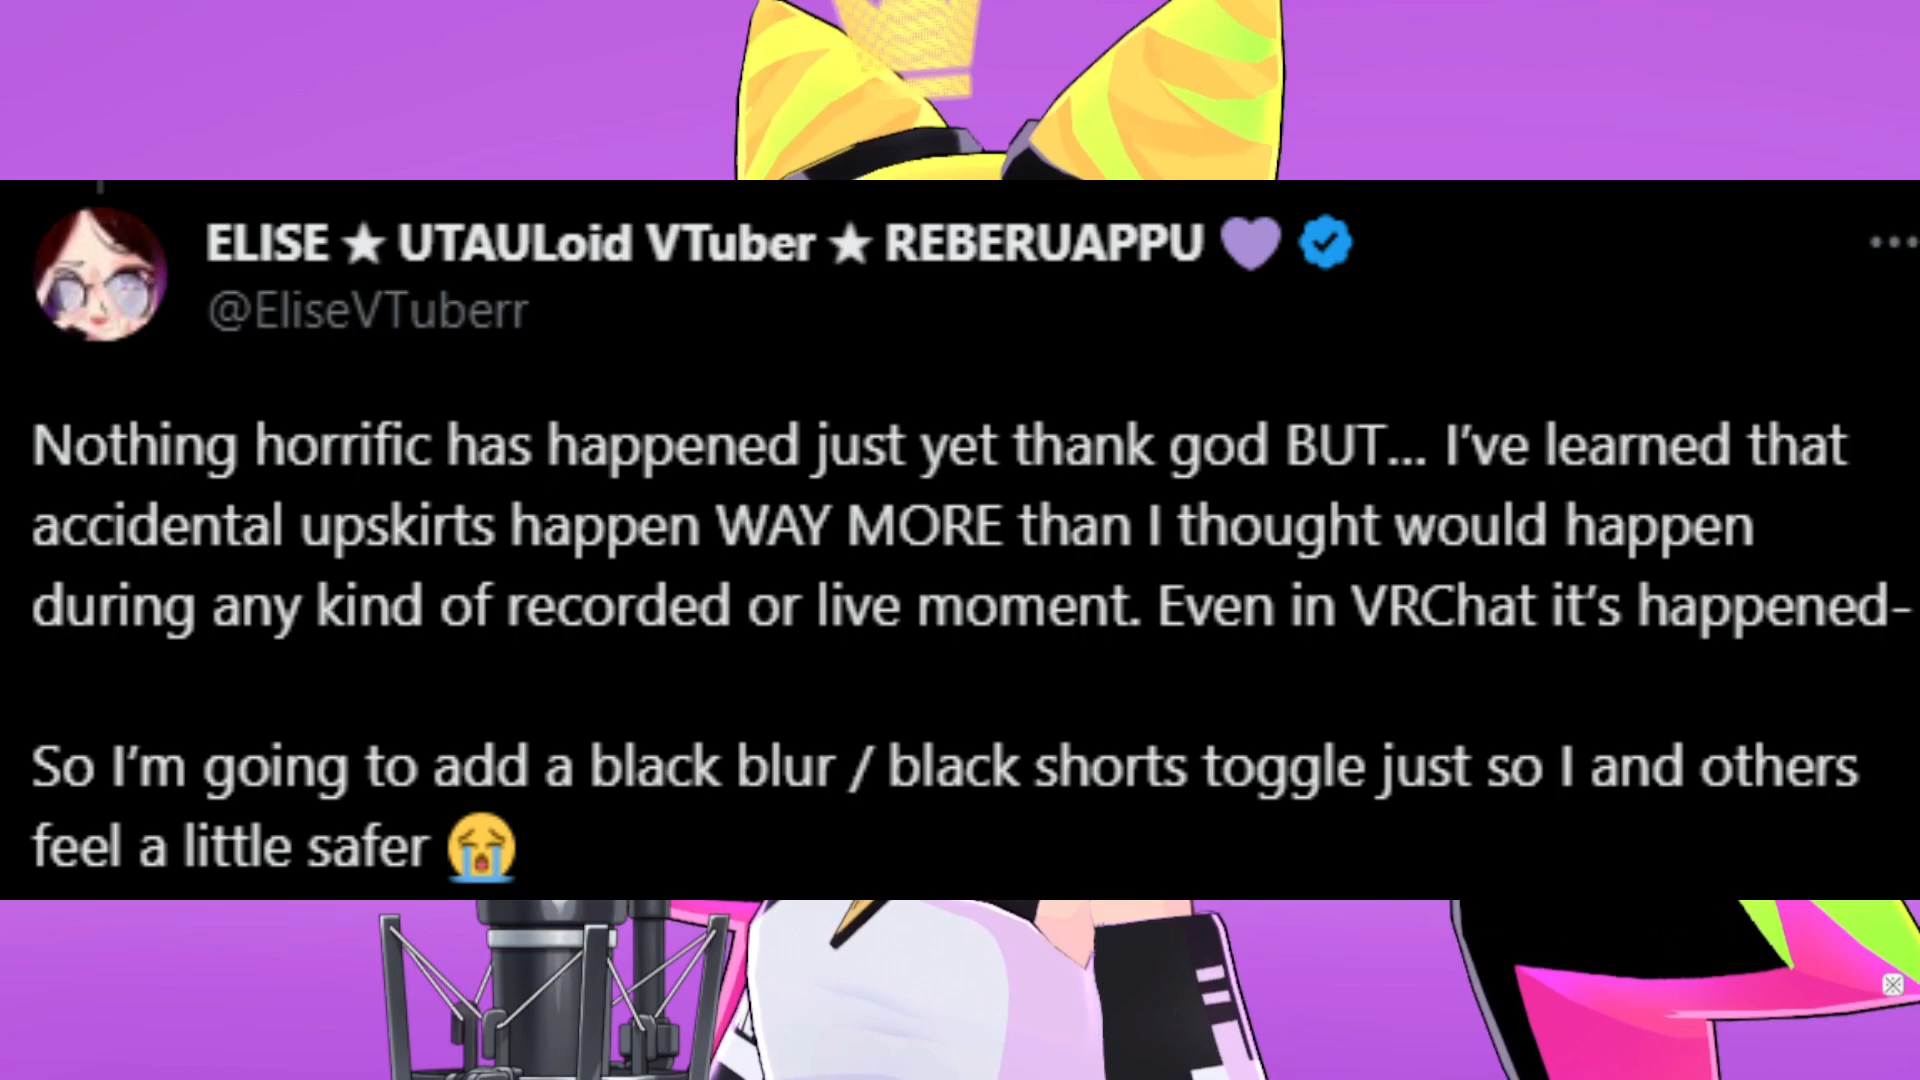 ELISE ★ UTAULoid VTuber ★ REBERUAPPU 💜
@EliseVTuberr
Nothing horrific has happened just yet thank god BUT... I've learned that
accidental upskirts happen WAY MORE than I thought would happen
during any kind of recorded or live moment. Even in VRChat it's happened-
So I'm going to add a black blur / black shorts toggle just so I and others
feel a little safer 😭